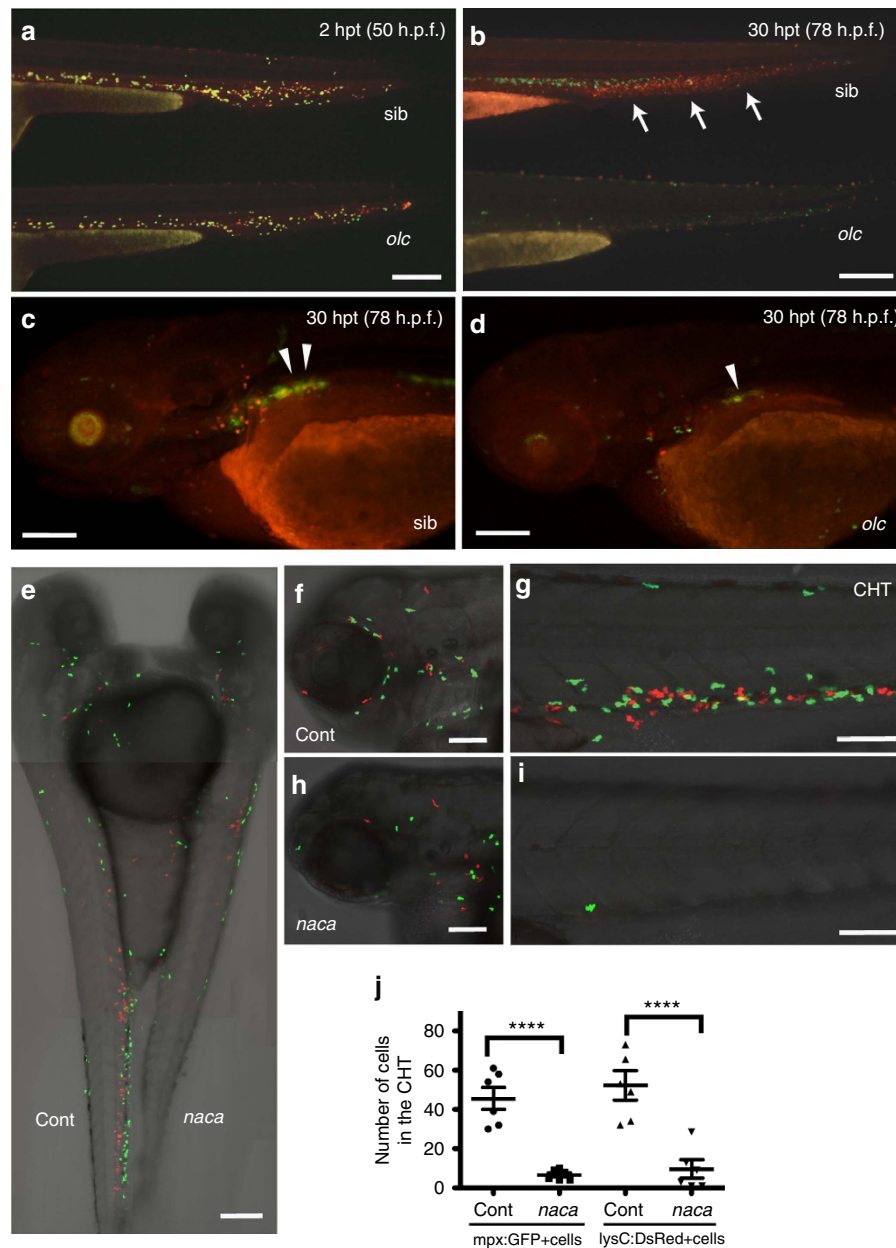 a
2 hpt (50 h.p.f.)
sib
olc
b
30 hpt (78 h.p.f.)
sib
olc
c
30 hpt (78 h.p.f.)
sib
d
30 hpt (78 h.p.f.)
olc
e
Cont
naca
f
Cont
g
CHT
h
naca
i
j
Number of cells
in the CHT
80
60
40
20
0
****
****
Cont
naca
Cont
naca
mpx:GFP+cells
lysC:DsRed+cells